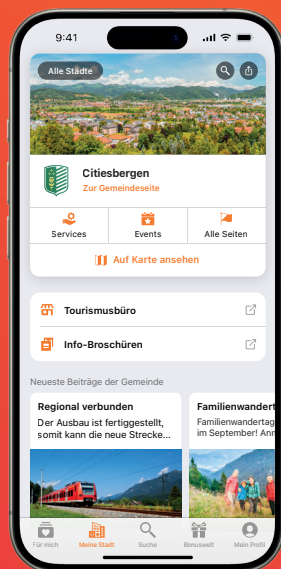 9:41
Alle Städte
Citiesbergen
Zur Gemeindeseite
Services
Events
Alle Seiten
Auf Karte ansehen
Tourismusbüro
Info-Broschüren
Neueste Beiträge der Gemeinde
Regional verbunden
Der Ausbau ist fertiggestellt,
somit kann die neue Strecke...
Familienwandert
Familienwandertag
im September! Ann
Für mich
Meine Stadt
Suche
Bonuswelt
Mein Profil